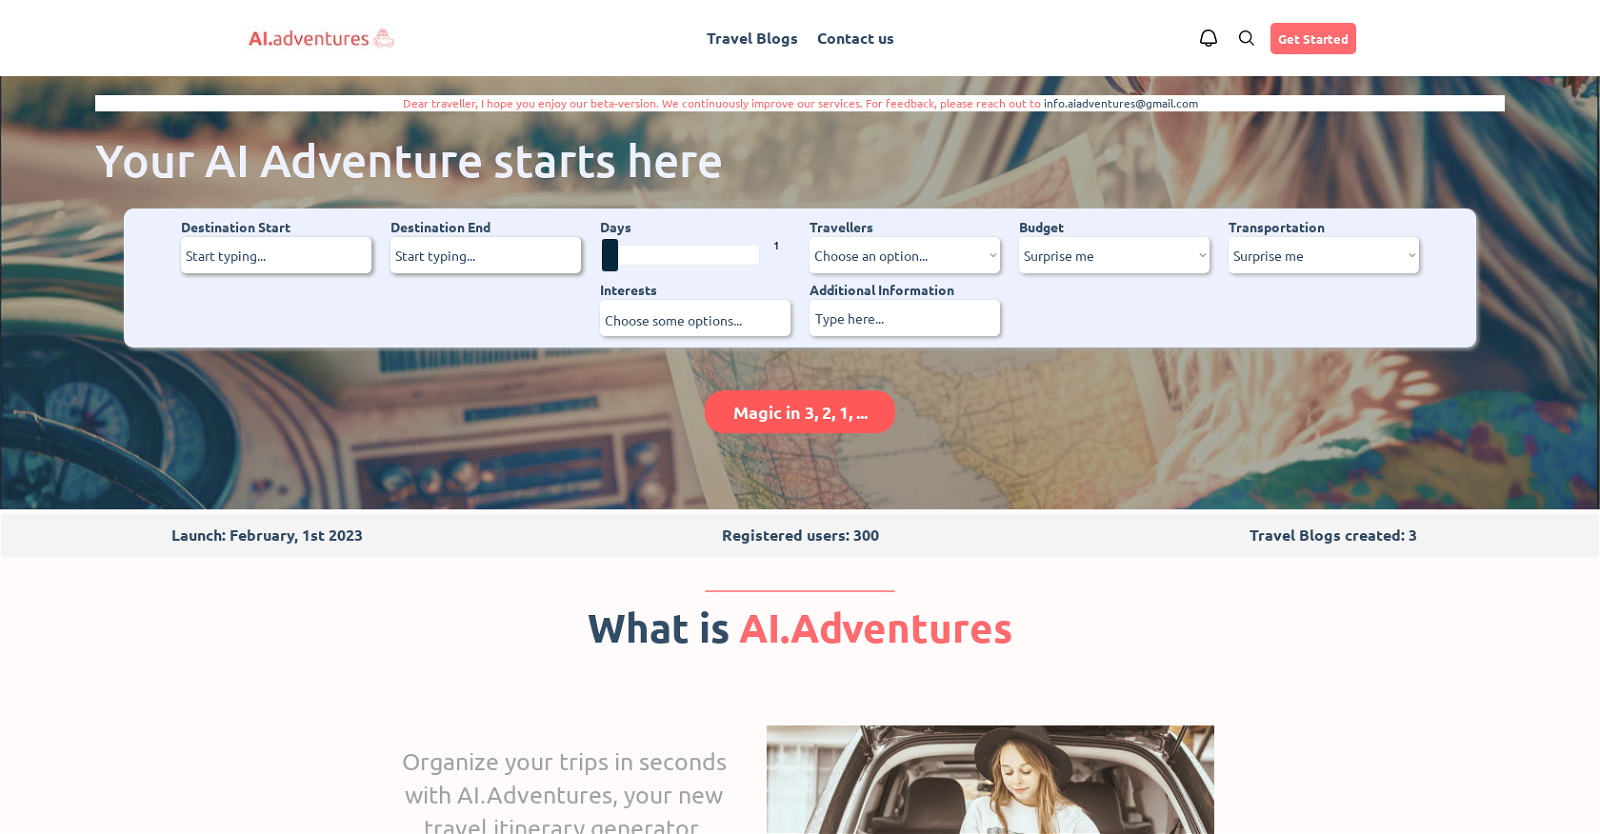 AI.adventures
Travel Blogs
Contact us
Get Started
Dear traveller, I hope you enjoy our beta-version. We continuously improve our services. For feedback, please reach out to info.aiadventures@gmail.com
Your AI Adventure starts here
Destination Start
Destination End
Days
Travellers
Budget
Transportation
Start typing...
Start typing...
1
Choose an option...
Surprise me
Surprise me
Interests
Additional Information
Choose some options...
Type here...
Magic in 3, 2, 1, ...
Launch: February, 1st 2023
Registered users: 300
Travel Blogs created: 3
What is AI.Adventures
Organize your trips in seconds
with AI.Adventures, your new
travel itinerary generator